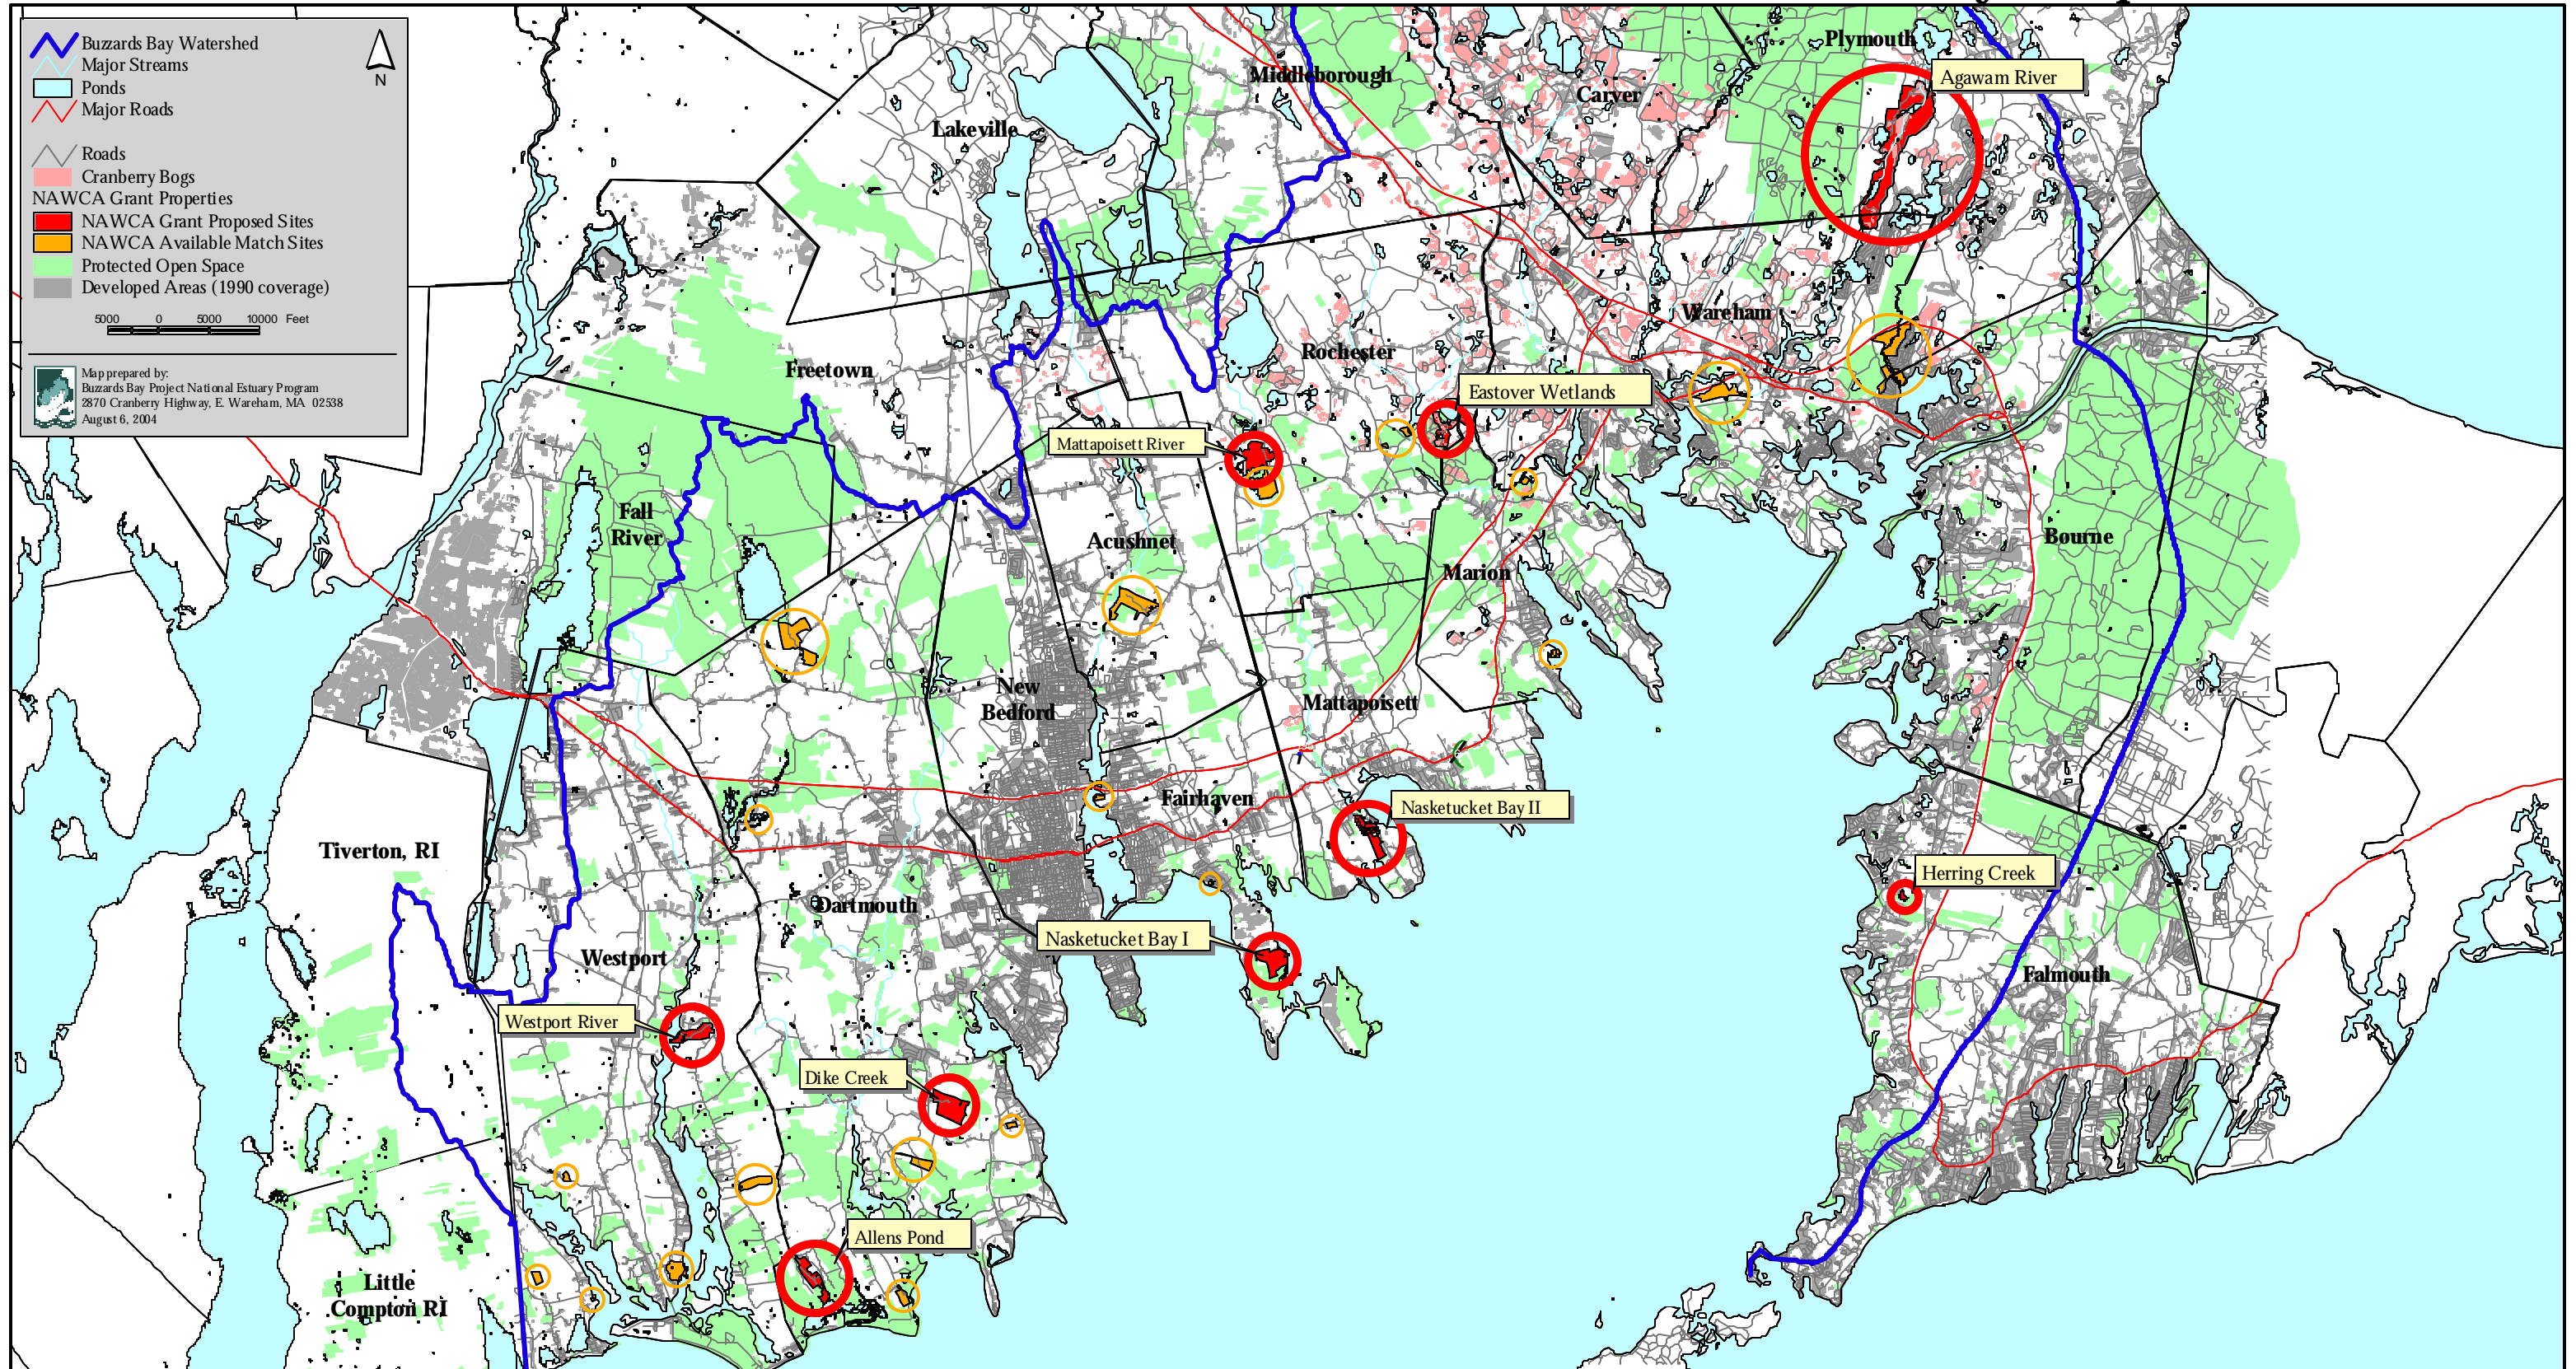 Buzzards Bay Watershed
Major Streams
Ponds
Major Roads
Roads
Cranberry Bogs
NAWCA Grant Properties
NAWCA Grant Proposed Sites
NAWCA Available Match Sites
Protected Open Space
Developed Areas (1990 coverage)
5000 0 5000 10000 Feet
N
Map prepared by:
Buzzards Bay Project National Estuary Program
2870 Cranberry Highway, E. Wareham, MA 02538
August 6, 2004
Plymouth
Agawam River
Middleborough
Carver
Lakeville
Wareham
Rochester
Freetown
Eastover Wetlands
Mattapoisett River
Fall
River
Acushnet
Bourne
Marion
New
Bedford
Mattapoisett
Fairhaven
Nasketucket Bay II
Tiverton, RI
Herring Creek
Dartmouth
Nasketucket Bay I
Westport
Falmouth
Westport River
Dike Creek
Allens Pond
Little
Compton RI